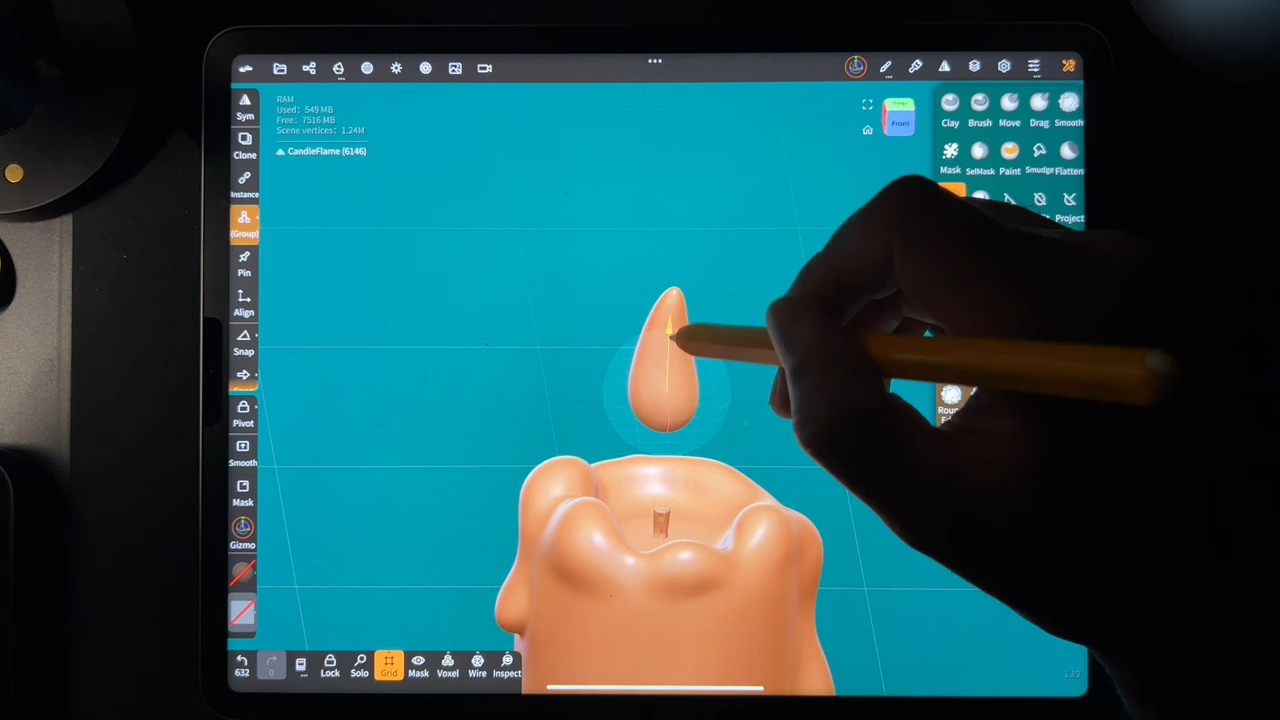 RAM
Used: 549 MB
Free: 7516 MB
Scene vertices: 1.24M
CandleFlame (6146)
Sym
Clone
Instance
(Group)
Pin
Align
Snap
Pivot
Smooth
Mask
Gizmo
Front
Clay Brush Move Drag Smooth
Mask SelMask Paint Smudge Flatten
Project
632 0 Lock Solo Grid Mask Voxel Wire Inspect
1.82